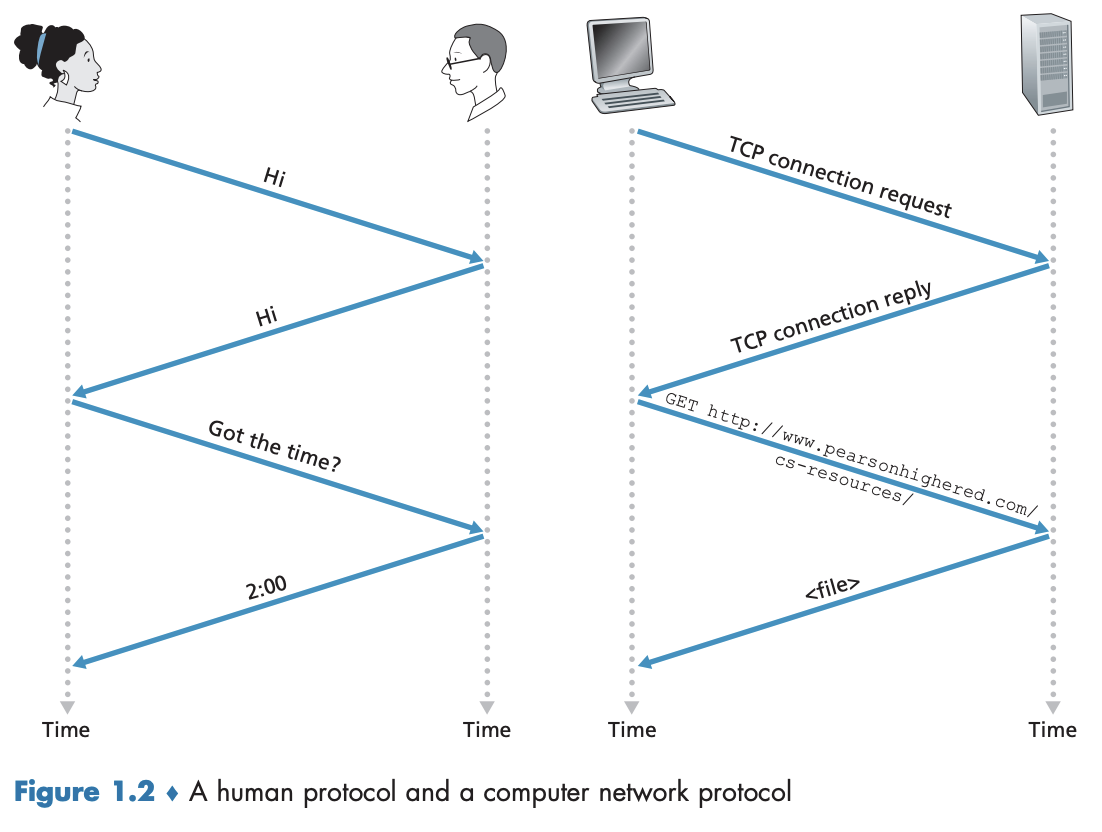 Hi
Hi
Got the time?
2:00
Time
Time
TCP connection request
TCP connection reply
GET http://www.pearsonhighered.com/
cs-resources/
<file>
Time
Time
Figure 1.2 ♦ A human protocol and a computer network protocol